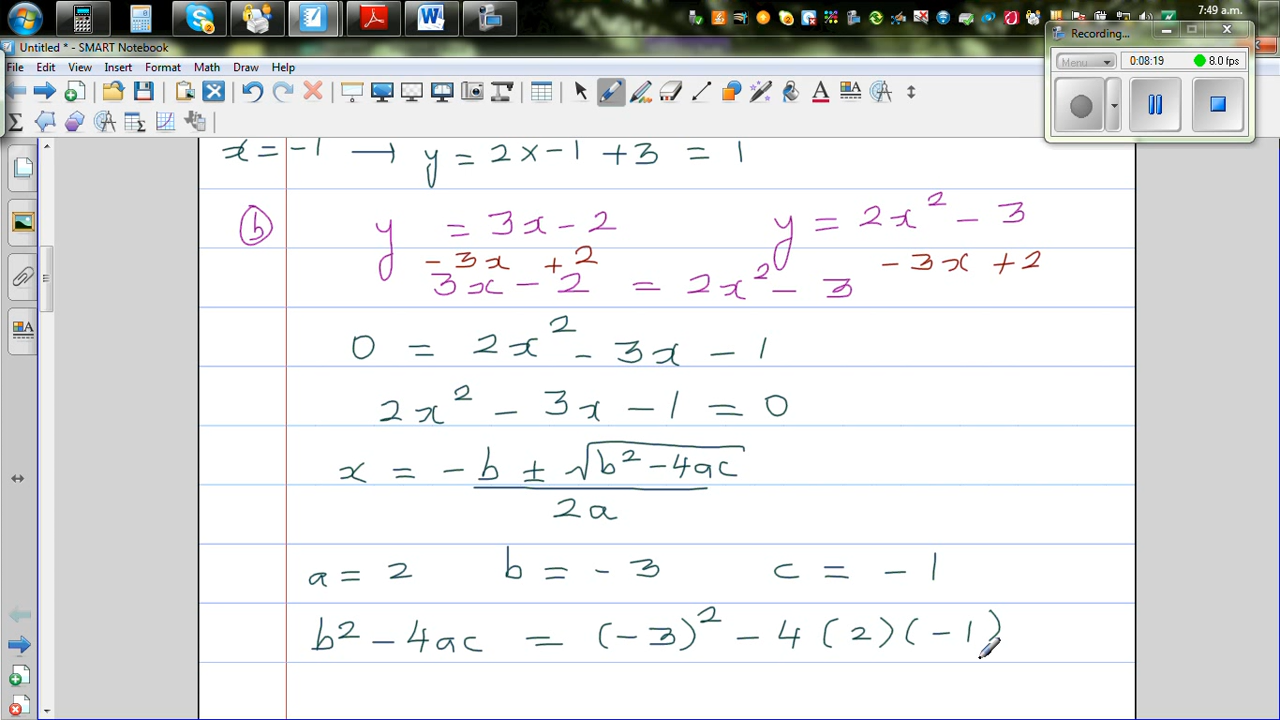 7:49 a.m.
Untitled * - SMART Notebook
Recording...
File Edit View Insert Format Math Draw Help
Menu 0:08:19 8.0 fps
x = -1 → y = 2x-1 +3 = 1
b y = 3x - 2 y = 2x² - 3
-3x +2 -3x +2
3x - 2 = 2x² - 3
0 = 2x² - 3x - 1
2x² - 3x - 1 = 0
x = -b ± √b² - 4ac
2a
a = 2 b = -3 c = -1
b² - 4ac = (-3)² - 4(2)(-1)